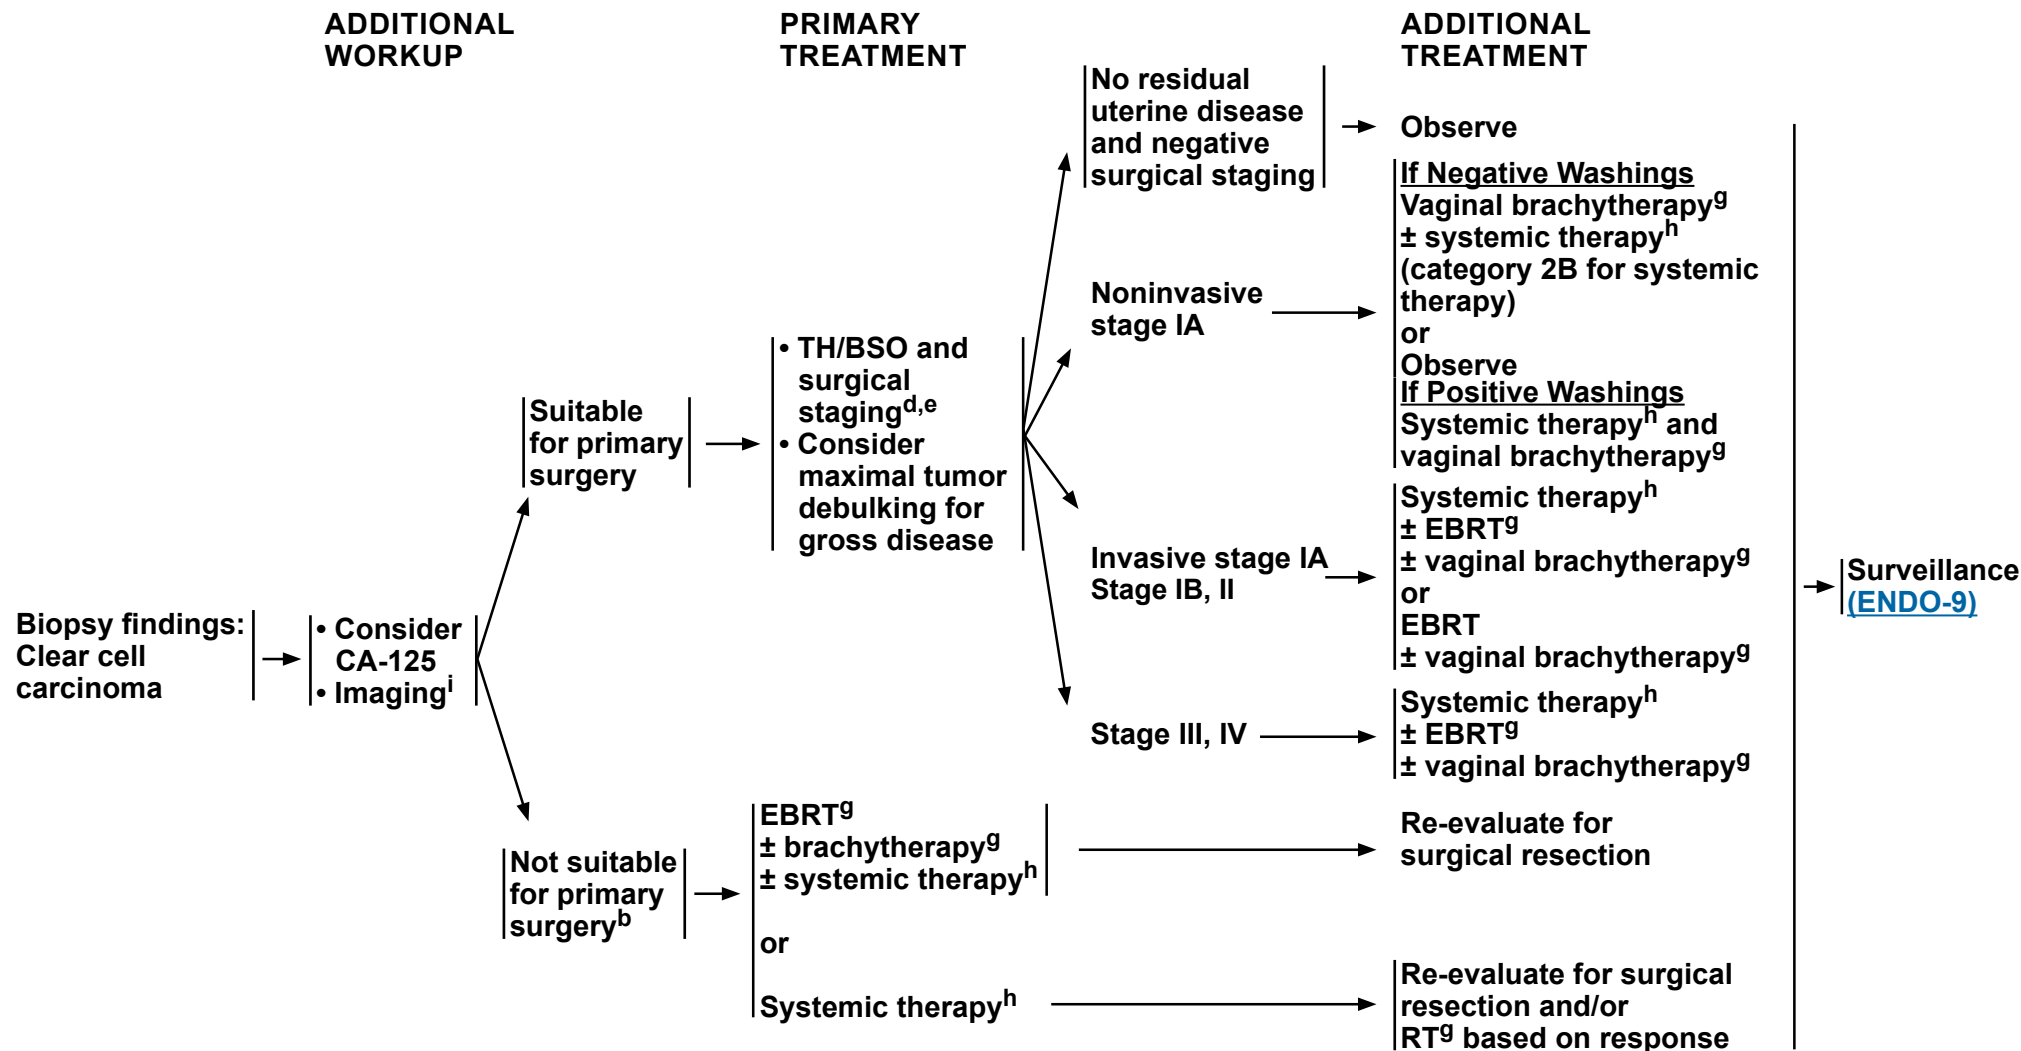 ADDITIONAL
WORKUP
PRIMARY
TREATMENT
ADDITIONAL
TREATMENT
Biopsy findings:
Clear cell
carcinoma
• Consider
CA-125
• Imagingⁱ
Suitable
for primary
surgery
• TH/BSO and
surgical
stagingᵈ,ᵉ
• Consider
maximal tumor
debulking for
gross disease
No residual
uterine disease
and negative
surgical staging
Observe
Noninvasive
stage IA
If Negative Washings
Vaginal brachytherapyᵍ
± systemic therapyʰ
(category 2B for systemic
therapy)
or
Observe
If Positive Washings
Systemic therapyʰ and
vaginal brachytherapyᵍ
Invasive stage IA
Stage IB, II
Systemic therapyʰ
± EBRTᵍ
± vaginal brachytherapyᵍ
or
EBRT
± vaginal brachytherapyᵍ
Stage III, IV
Systemic therapyʰ
± EBRTᵍ
± vaginal brachytherapyᵍ
Not suitable
for primary
surgeryᵇ
EBRTᵍ
± brachytherapyᵍ
± systemic therapyʰ
or
Systemic therapyʰ
Re-evaluate for
surgical resection
Re-evaluate for surgical
resection and/or
RTᵍ based on response
Surveillance
(ENDO-9)